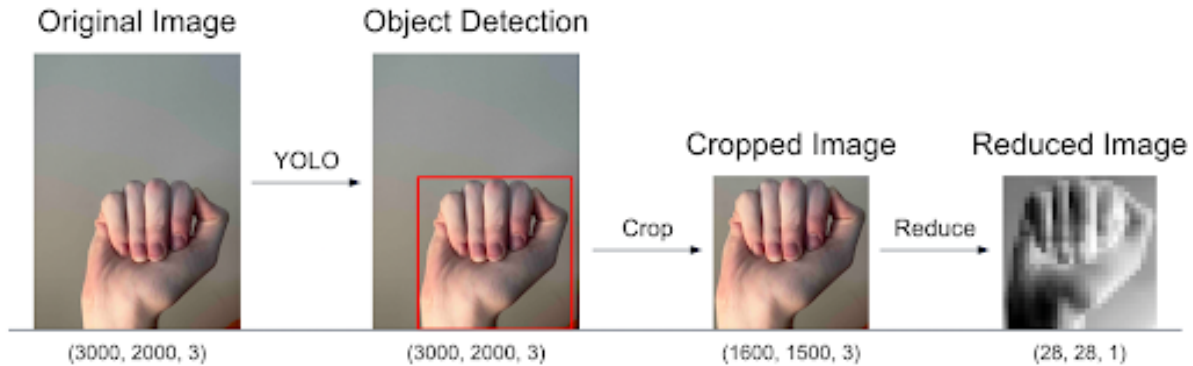 Original Image
Object Detection
Cropped Image
Reduced Image
YOLO
Crop
Reduce
(3000, 2000, 3)
(3000, 2000, 3)
(1600, 1500, 3)
(28, 28, 1)